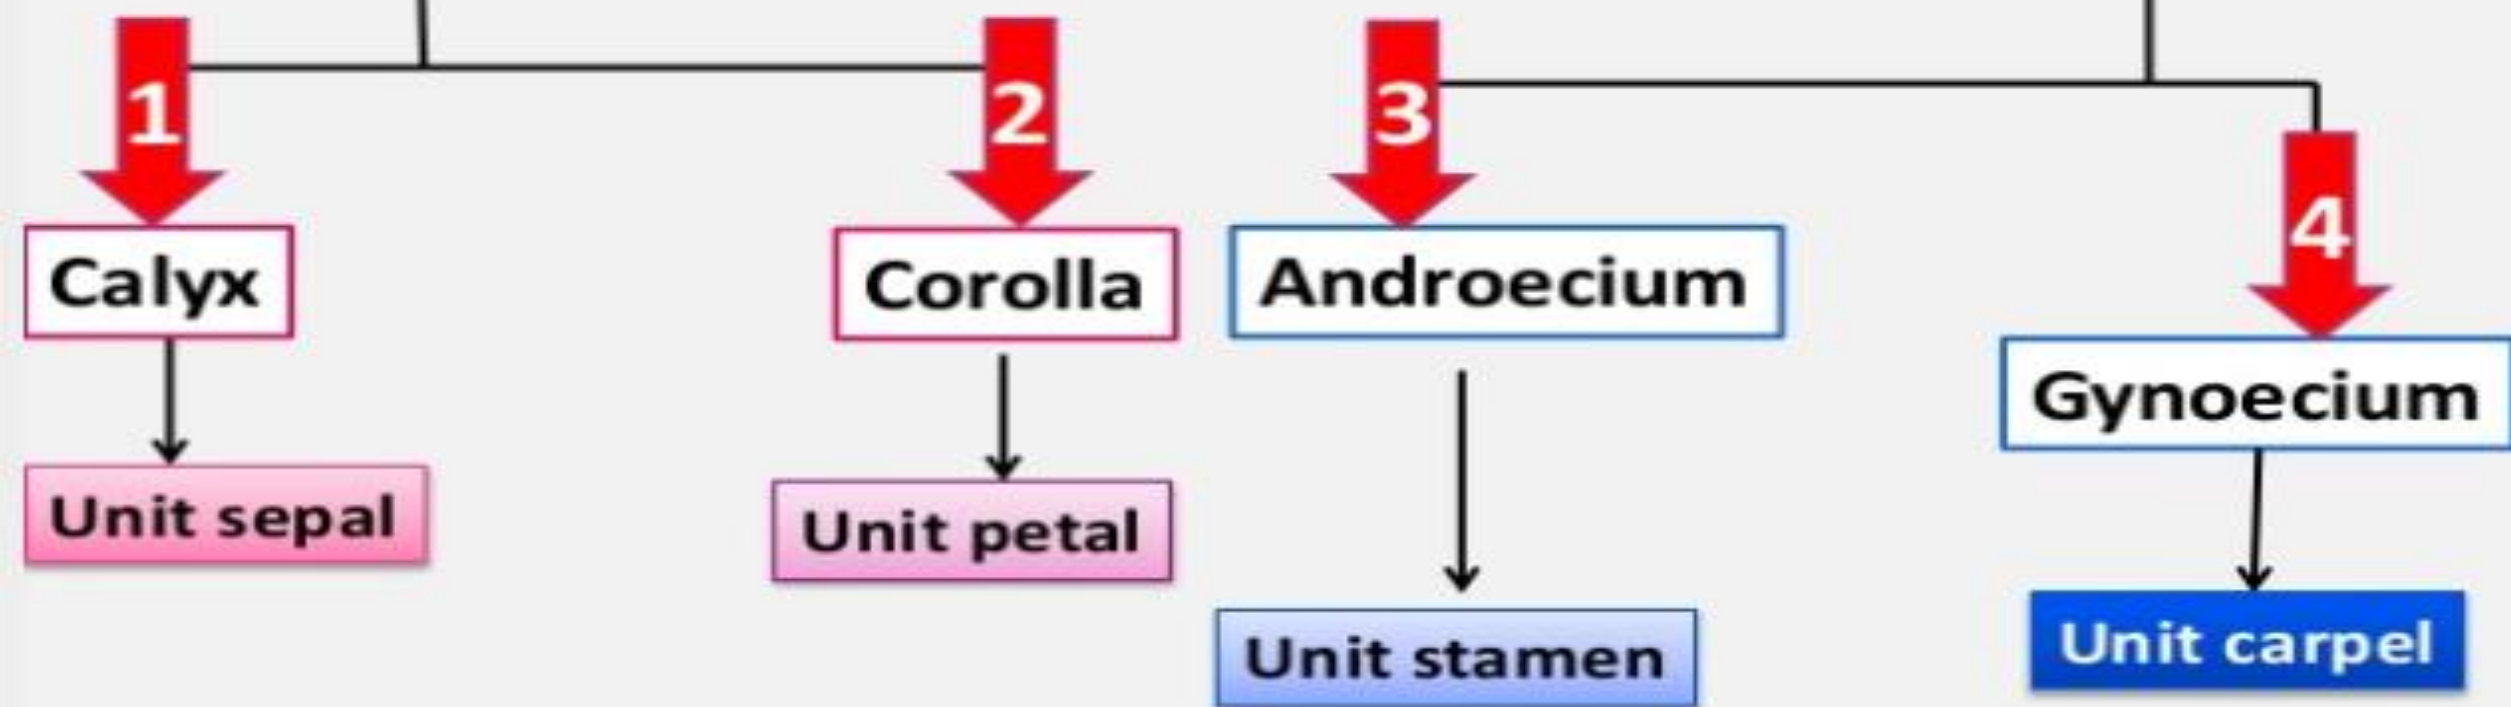 1
2
3
4
Calyx
Corolla
Androecium
Gynoecium
Unit sepal
Unit petal
Unit stamen
Unit carpel